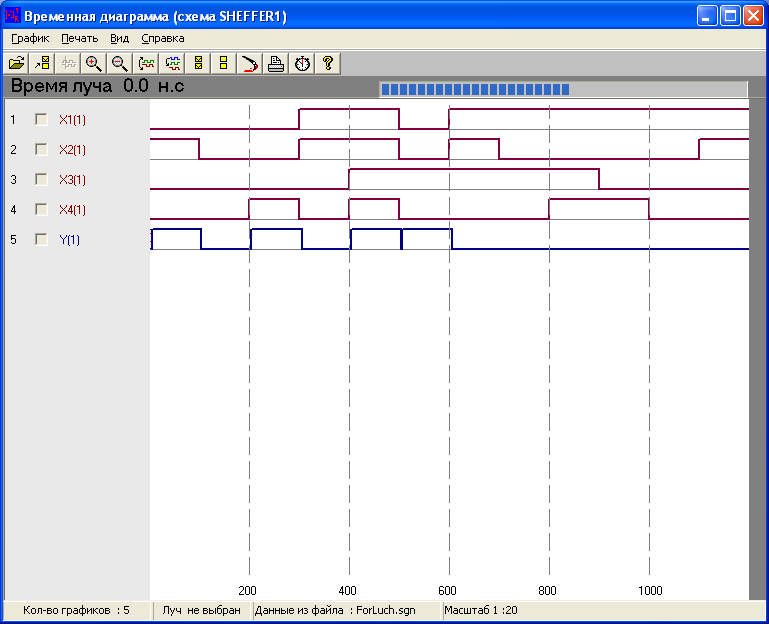 Временная диаграмма (схема SHEFFER1)
График Печать Вид Справка
Время луча 0.0 н.с
1 X1(1)
2 X2(1)
3 X3(1)
4 X4(1)
5 Y(1)
200 400 600 800 1000
Кол-во графиков : 5 Луч не выбран Данные из файла : ForLuch.sgn Масштаб 1 :20